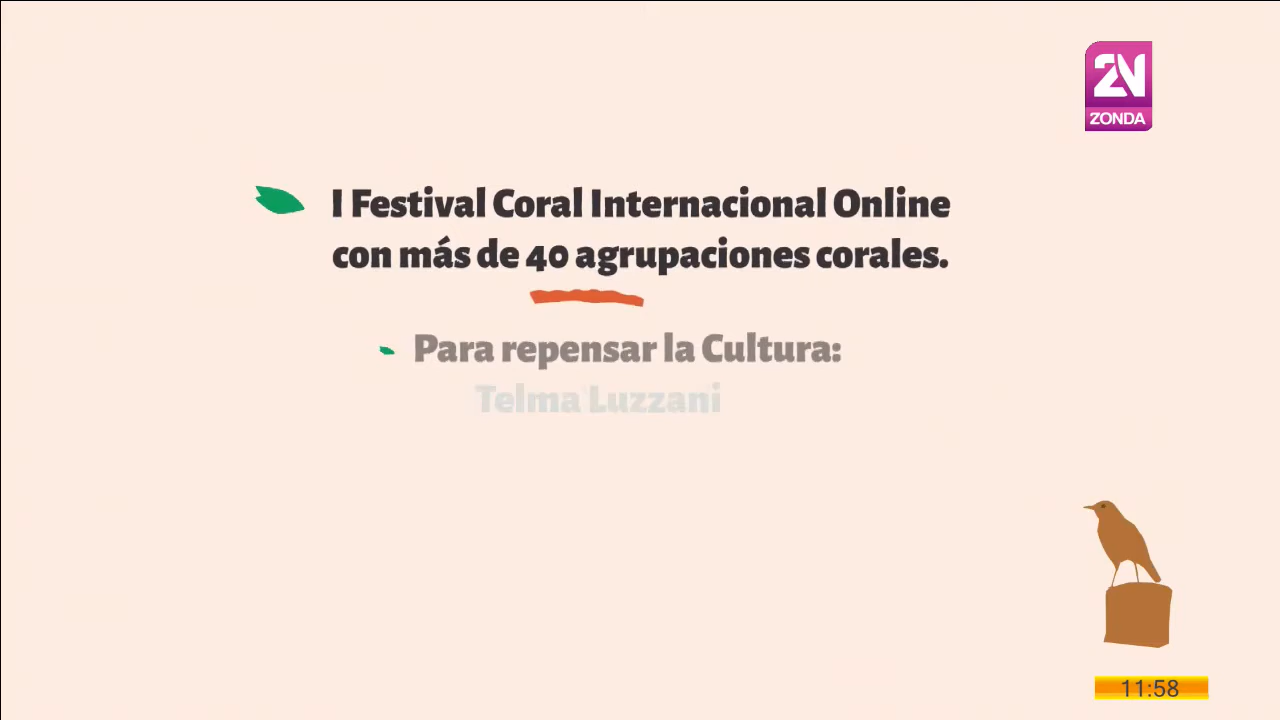 ZONDA
I Festival Coral Internacional Online
con más de 40 agrupaciones corales.
Para repensar la Cultura:
Telma Luzzani
11:58